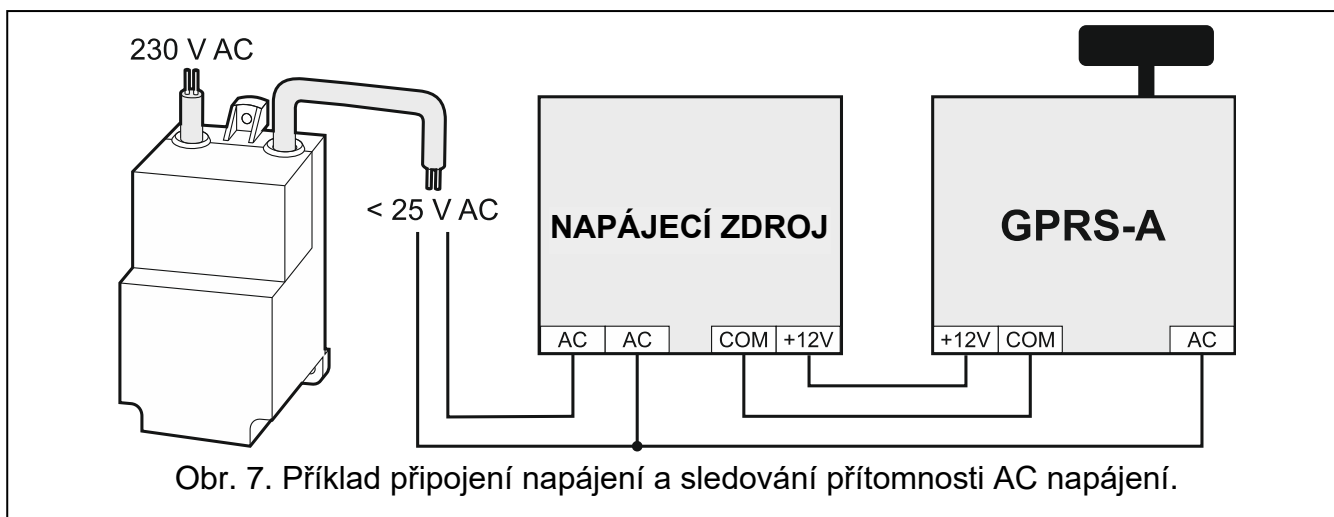 230 V AC
< 25 V AC
NAPÁJECÍ ZDROJ
GPRS-A
AC AC COM +12V
+12V COM AC
Obr. 7. Příklad připojení napájení a sledování přítomnosti AC napájení.